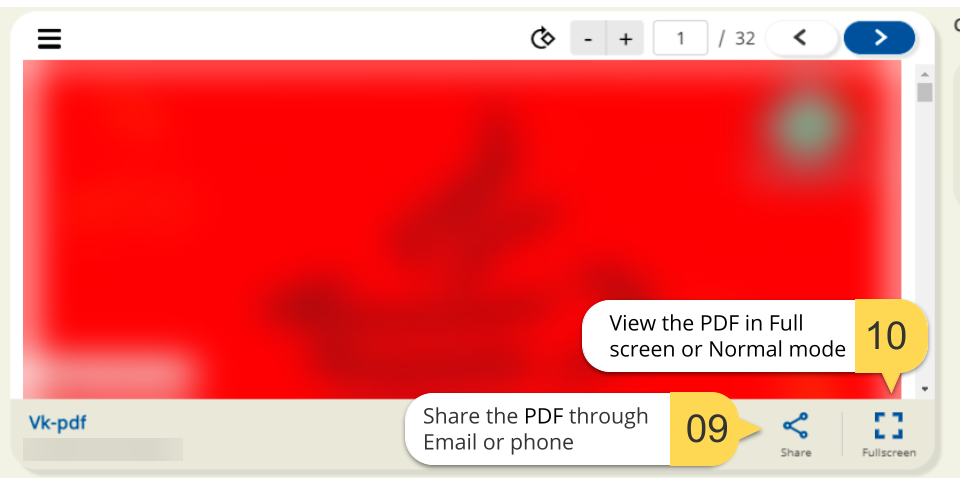 - + 1 / 32 < >
View the PDF in Full
screen or Normal mode
10
Vk-pdf
Share the PDF through
Email or phone
09
Share
Fullscreen